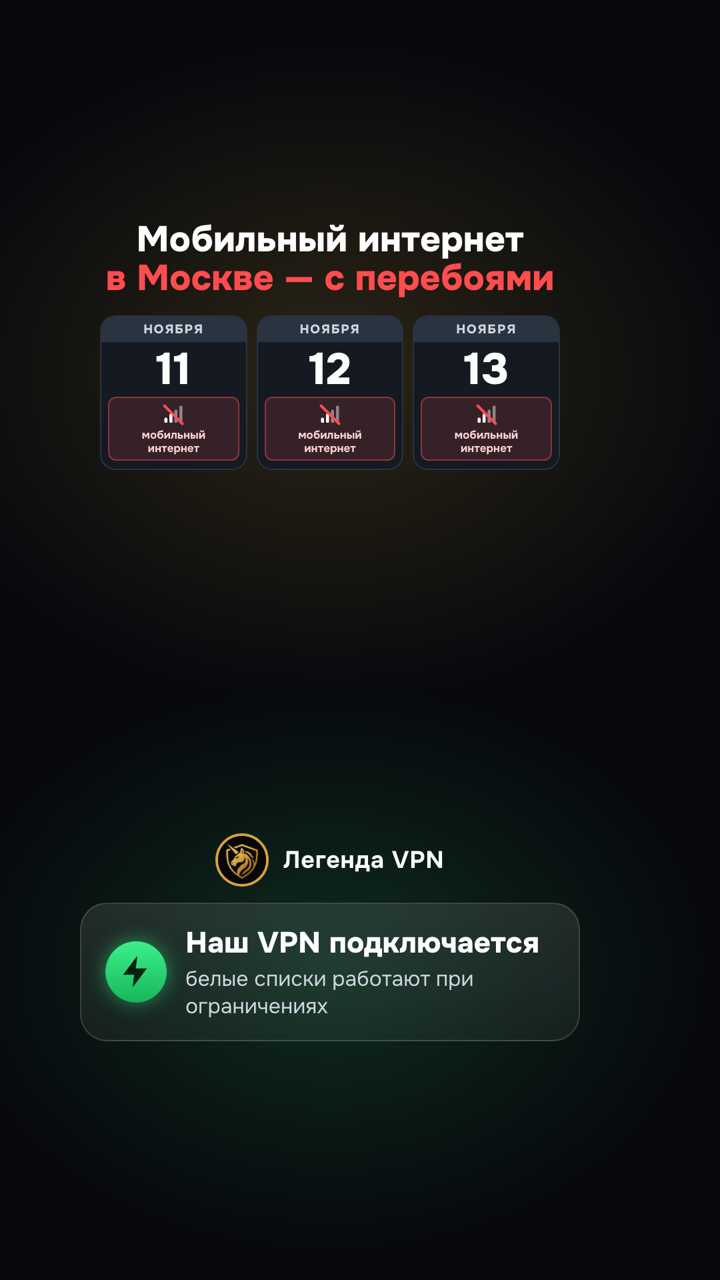 Мобильный интернет
в Москве — с перебоями
НОЯБРЯ
11
мобильный
интернет
НОЯБРЯ
12
мобильный
интернет
НОЯБРЯ
13
мобильный
интернет
Легенда VPN
Наш VPN подключается
белые списки работают при
ограничениях